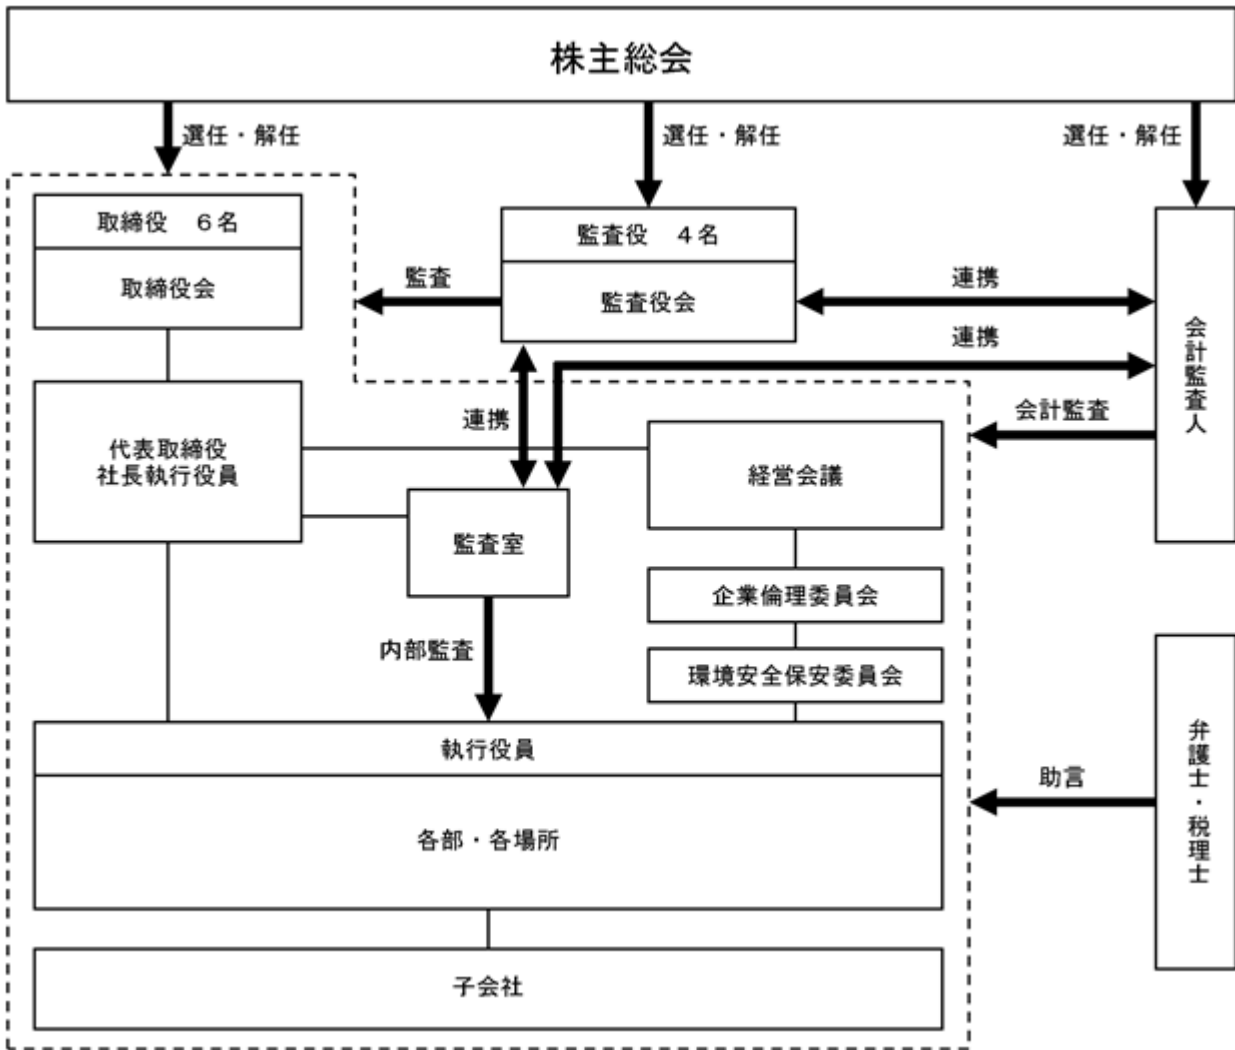 株主総会
選任・解任
選任・解任
選任・解任
取締役　６名
取締役会
監査役　４名
監査役会
監査
連携
連携
会計監査人
会計監査
連携
代表取締役
社長執行役員
経営会議
監査室
企業倫理委員会
内部監査
環境安全保安委員会
執行役員
各部・各場所
助言
弁護士・税理士
子会社